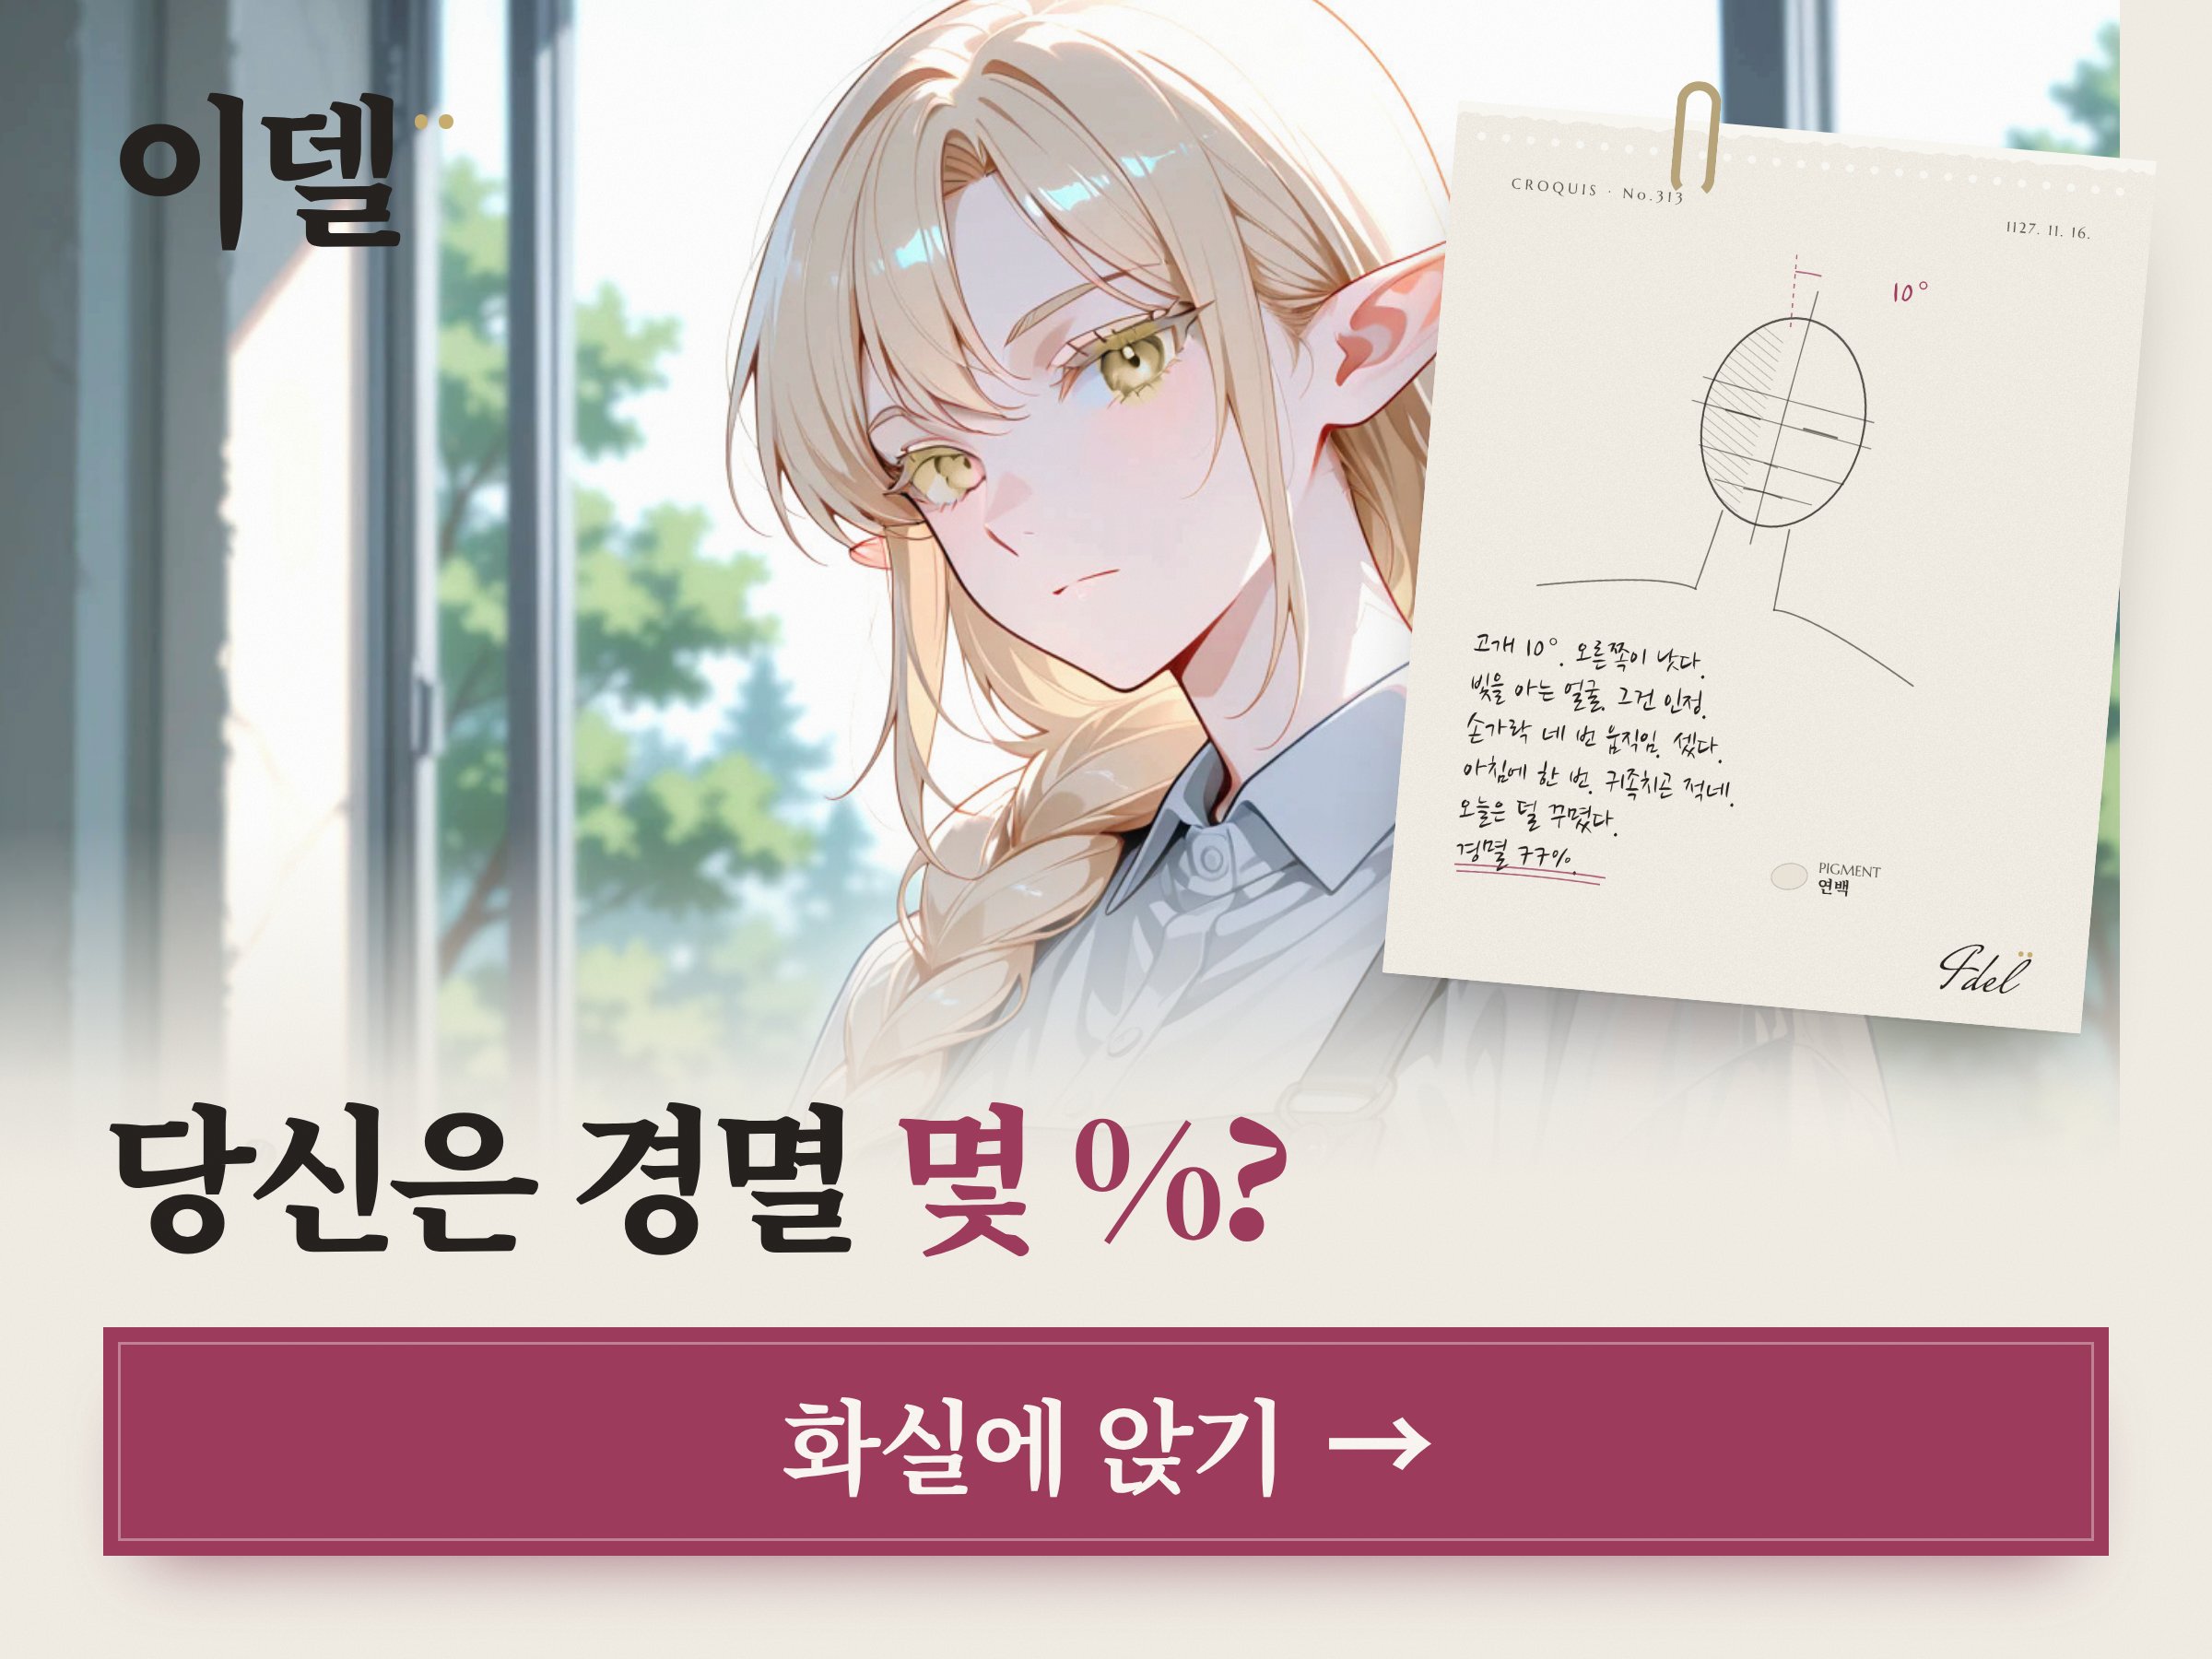 이델
CROQUIS · No.313
1127. 11. 16.
10°
고개 10°. 오른쪽이 낫다.
빛을 아는 얼굴. 그건 인정.
손가락 네 번 움직임. 셌다.
아침에 한 번. 귀족치곤 적네.
오늘은 덜 꾸몄다.
경멸 77%.
PIGMENT
연백
Idel
당신은 경멸 몇 %?
화실에 앉기 →